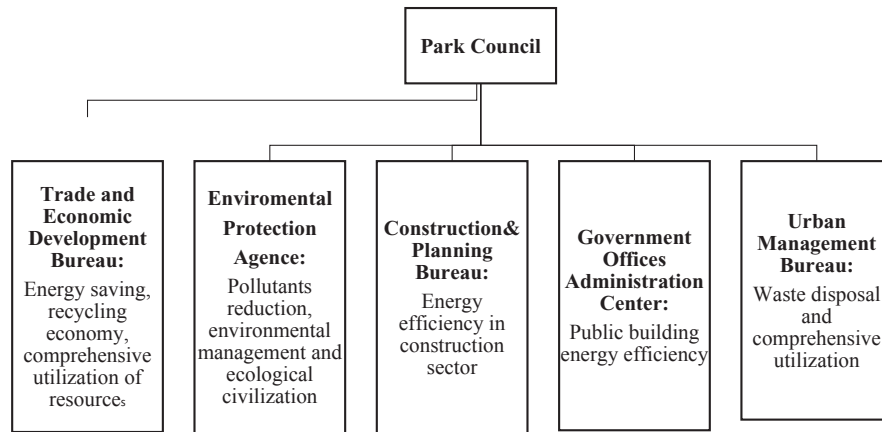 Park Council
Trade and
Economic
Development
Bureau:
Energy saving,
recycling
economy,
comprehensive
utilization of
resources
Enviromental
Protection
Agence:
Pollutants
reduction,
environmental
management and
ecological
civilization
Construction&
Planning
Bureau:
Energy
efficiency in
construction
sector
Government
Offices
Administration
Center:
Public building
energy efficiency
Urban
Management
Bureau:
Waste disposal
and
comprehensive
utilization